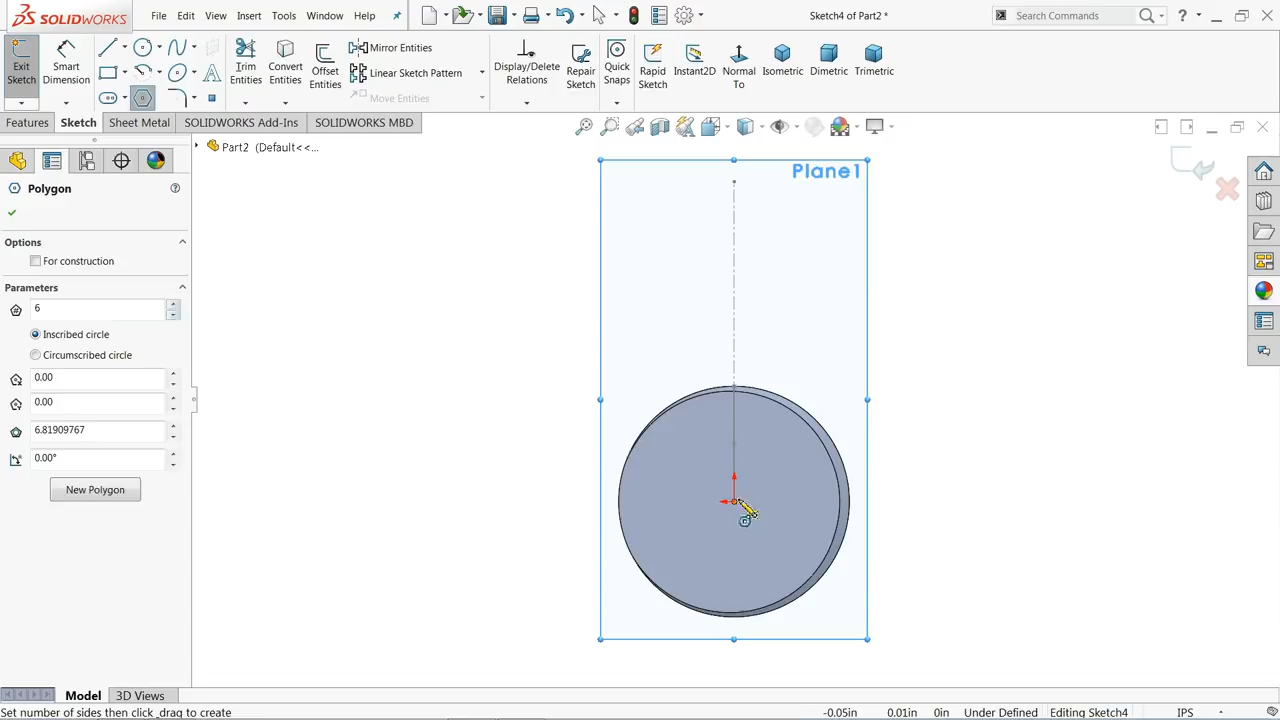 SOLIDWORKS
File Edit View Insert Tools Window Help
Sketch4 of Part2 *
Search Commands
Exit Sketch
Smart Dimension
Trim Entities
Convert Entities
Offset Entities
Mirror Entities
Linear Sketch Pattern
Move Entities
Display/Delete Relations
Repair Sketch
Quick Snaps
Rapid Sketch
Instant2D
Normal To
Isometric
Dimetric
Trimetric
Features Sketch Sheet Metal SOLIDWORKS Add-Ins SOLIDWORKS MBD
Part2 (Default<<...
Polygon
Options
For construction
Parameters
6
Inscribed circle
Circumscribed circle
0.00
0.00
6.81909767
0.00°
New Polygon
Plane1
Model 3D Views
Set number of sides then click_drag to create
-0.05in 0.01in 0in Under Defined Editing Sketch4 IPS